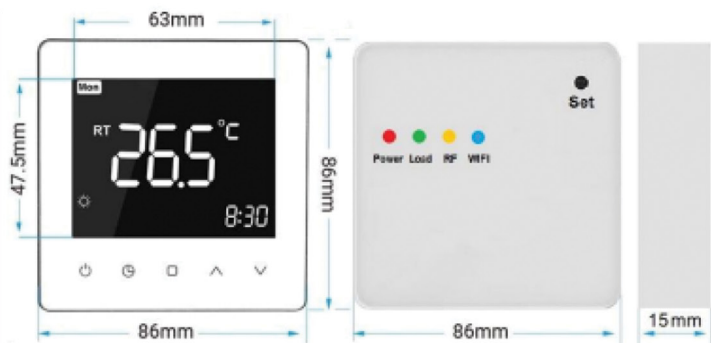 63mm
Mon
RT 26.5 °C
8:30
47.5mm
86mm
86mm
Set
Power Load RF WIFI
86mm
15mm